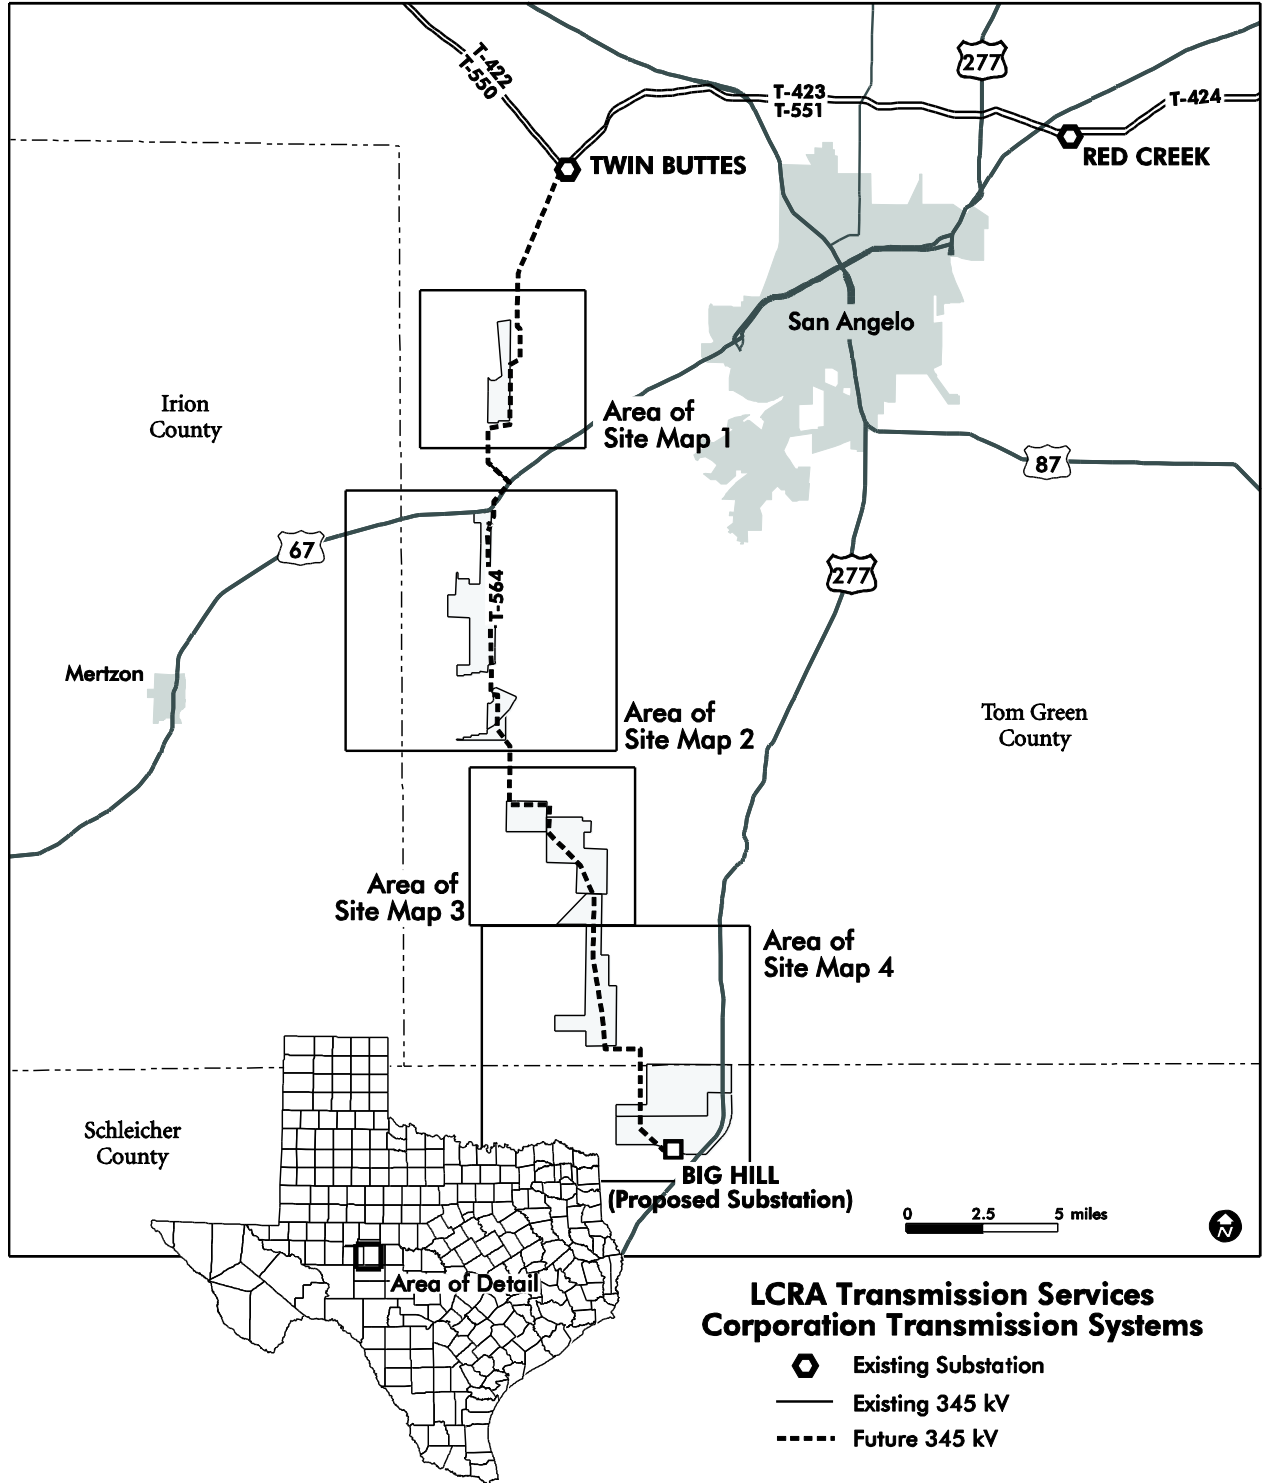 T-422
T-550
277
T-423
T-551
T-424
TWIN BUTTES
RED CREEK
San Angelo
Irion
County
Area of
Site Map 1
87
67
277
T-564
Mertzon
Area of
Site Map 2
Tom Green
County
Area of
Site Map 3
Area of
Site Map 4
Schleicher
County
BIG HILL
(Proposed Substation)
0 2.5 5 miles
N
Area of Detail
LCRA Transmission Services
Corporation Transmission Systems
Existing Substation
Existing 345 kV
Future 345 kV